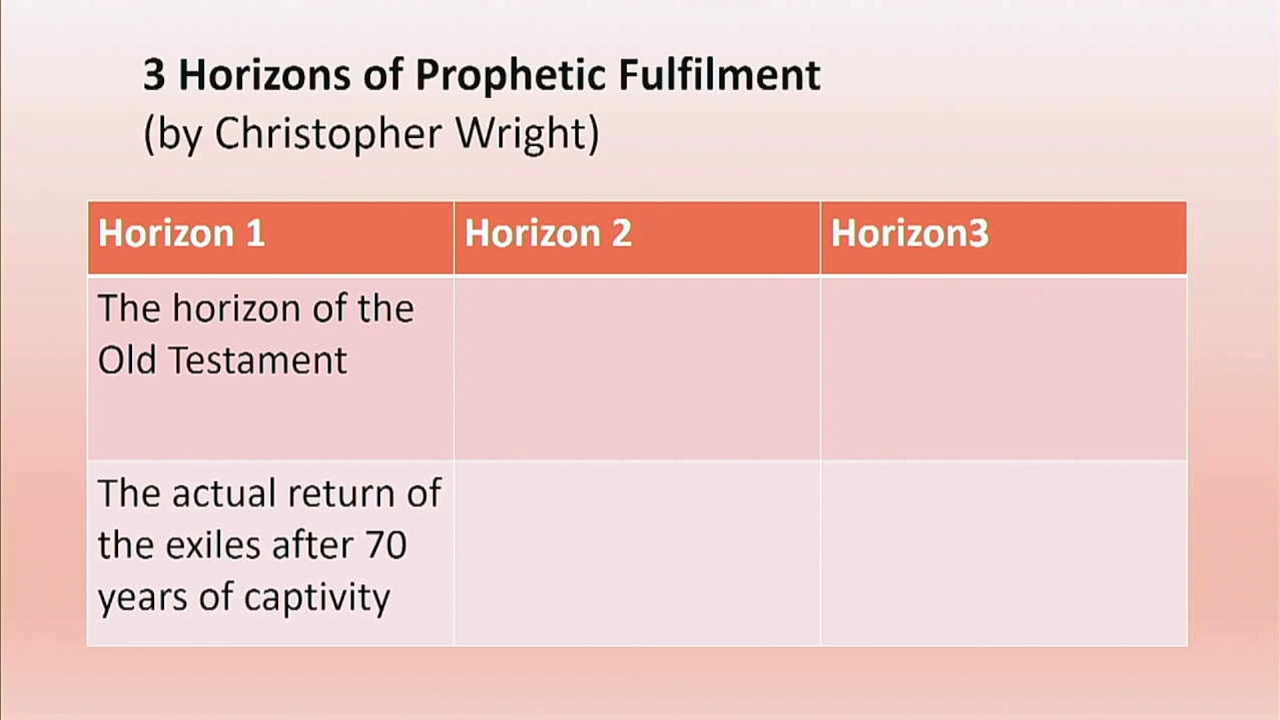 3 Horizons of Prophetic Fulfilment
(by Christopher Wright)
Horizon 1
Horizon 2
Horizon3
The horizon of the
Old Testament
The actual return of
the exiles after 70
years of captivity